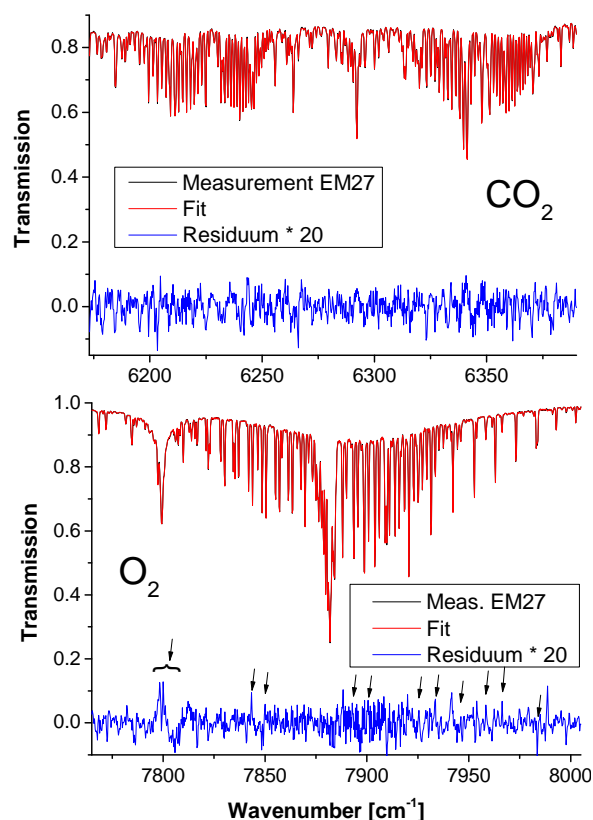 0.8
0.6
0.4
0.2
0.0
Transmission
Measurement EM27
Fit
Residuum * 20
CO2
6200 6250 6300 6350
1.0
0.8
0.6
0.4
0.2
0.0
Transmission
O2
Meas. EM27
Fit
Residuum * 20
7800 7850 7900 7950 8000
Wavenumber [cm-1]